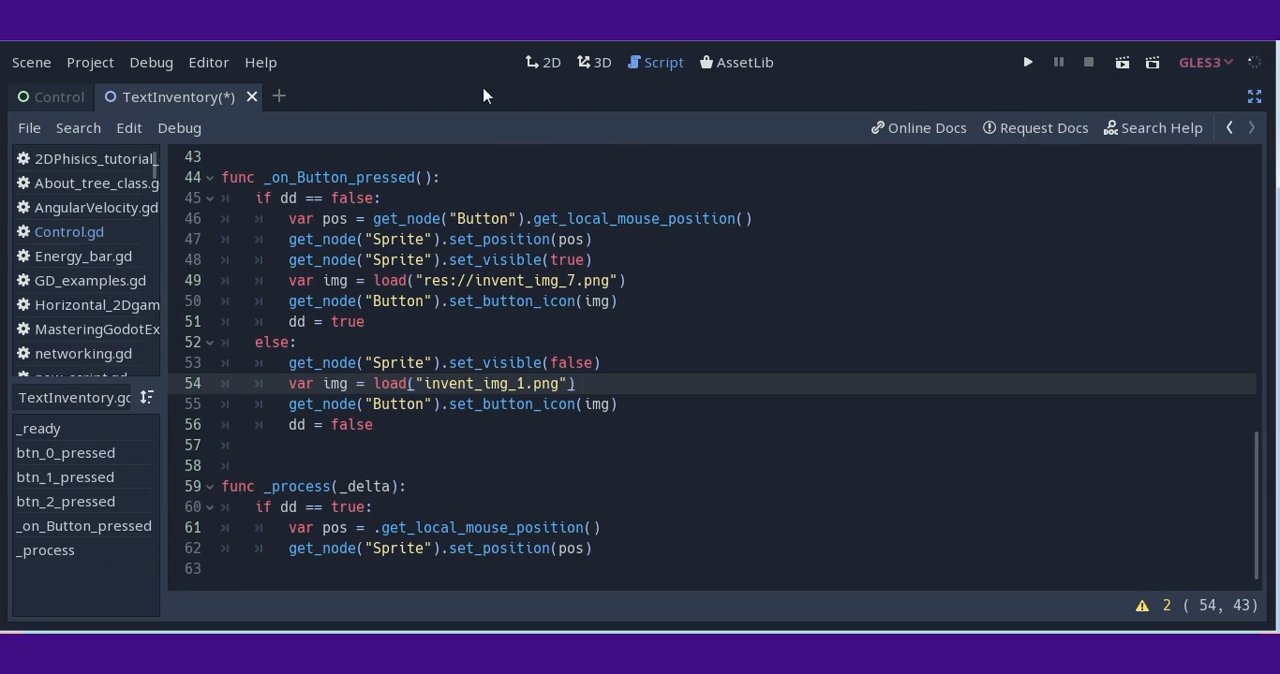 Scene Project Debug Editor Help 2D 3D Script AssetLib GLES3
Control TextInventory(*)
File Search Edit Debug Online Docs Request Docs Search Help
2DPhisics_tutorial_
About_tree_class.g
AngularVelocity.gd
Control.gd
Energy_bar.gd
GD_examples.gd
Horizontal_2Dgam
MasteringGodotEx
networking.gd
new_script.gd
TextInventory.gd
_ready
btn_0_pressed
btn_1_pressed
btn_2_pressed
_on_Button_pressed
_process
43
44 func _on_Button_pressed():
45 if dd == false:
46 var pos = get_node("Button").get_local_mouse_position()
47 get_node("Sprite").set_position(pos)
48 get_node("Sprite").set_visible(true)
49 var img = load("res://invent_img_7.png")
50 get_node("Button").set_button_icon(img)
51 dd = true
52 else:
53 get_node("Sprite").set_visible(false)
54 var img = load("invent_img_1.png")
55 get_node("Button").set_button_icon(img)
56 dd = false
57
58
59 func _process(_delta):
60 if dd == true:
61 var pos = .get_local_mouse_position()
62 get_node("Sprite").set_position(pos)
63
2 ( 54, 43)